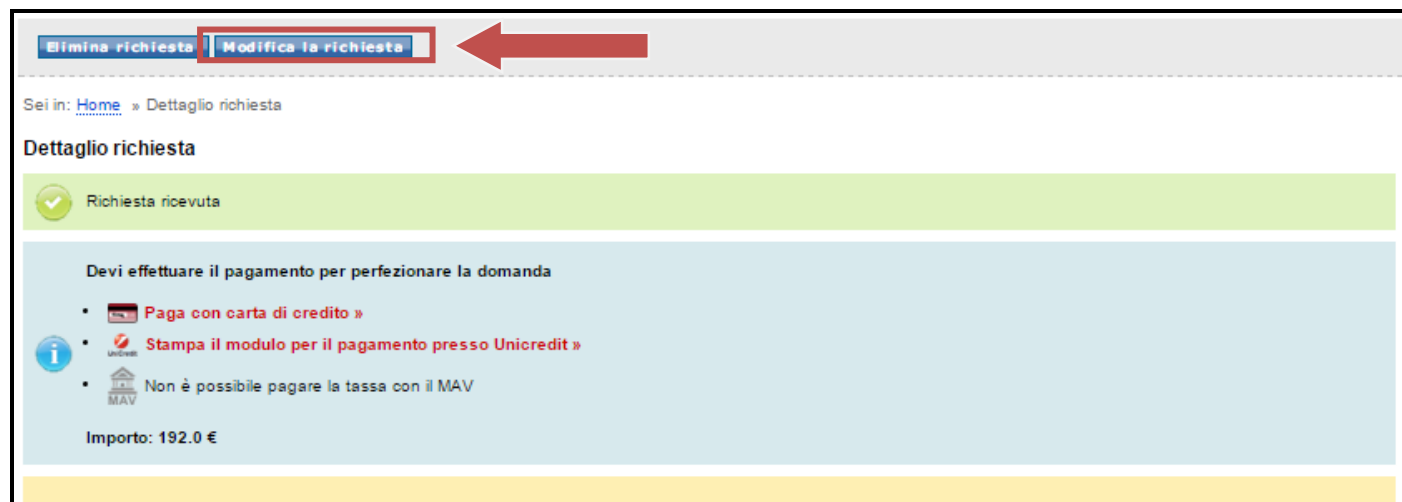 Elimina richiesta Modifica la richiesta
Sei in: Home » Dettaglio richiesta
Dettaglio richiesta
Richiesta ricevuta
Devi effettuare il pagamento per perfezionare la domanda
• Paga con carta di credito »
• UniCredit Stampa il modulo per il pagamento presso Unicredit »
• MAV Non è possibile pagare la tassa con il MAV
Importo: 192.0 €